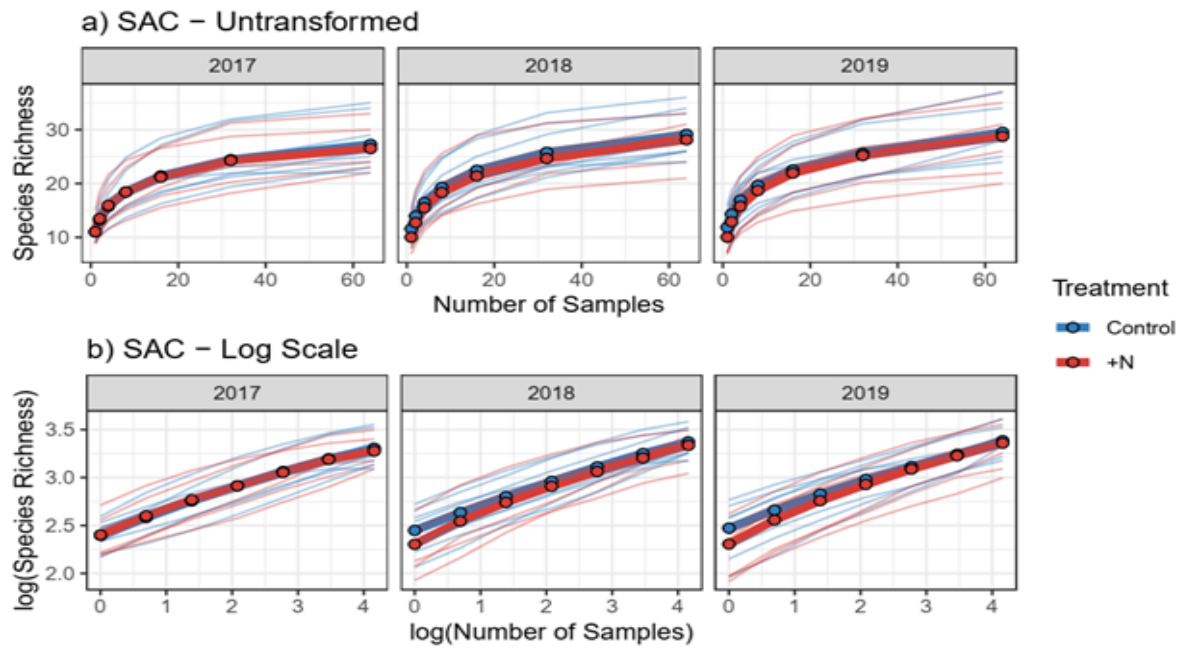 a) SAC − Untransformed
2017 2018 2019
Species Richness
30
20
10
0 20 40 60 0 20 40 60 0 20 40 60
Number of Samples
Treatment
Control
+N
b) SAC − Log Scale
2017 2018 2019
log(Species Richness)
3.5
3.0
2.5
2.0
0 1 2 3 4 0 1 2 3 4 0 1 2 3 4
log(Number of Samples)